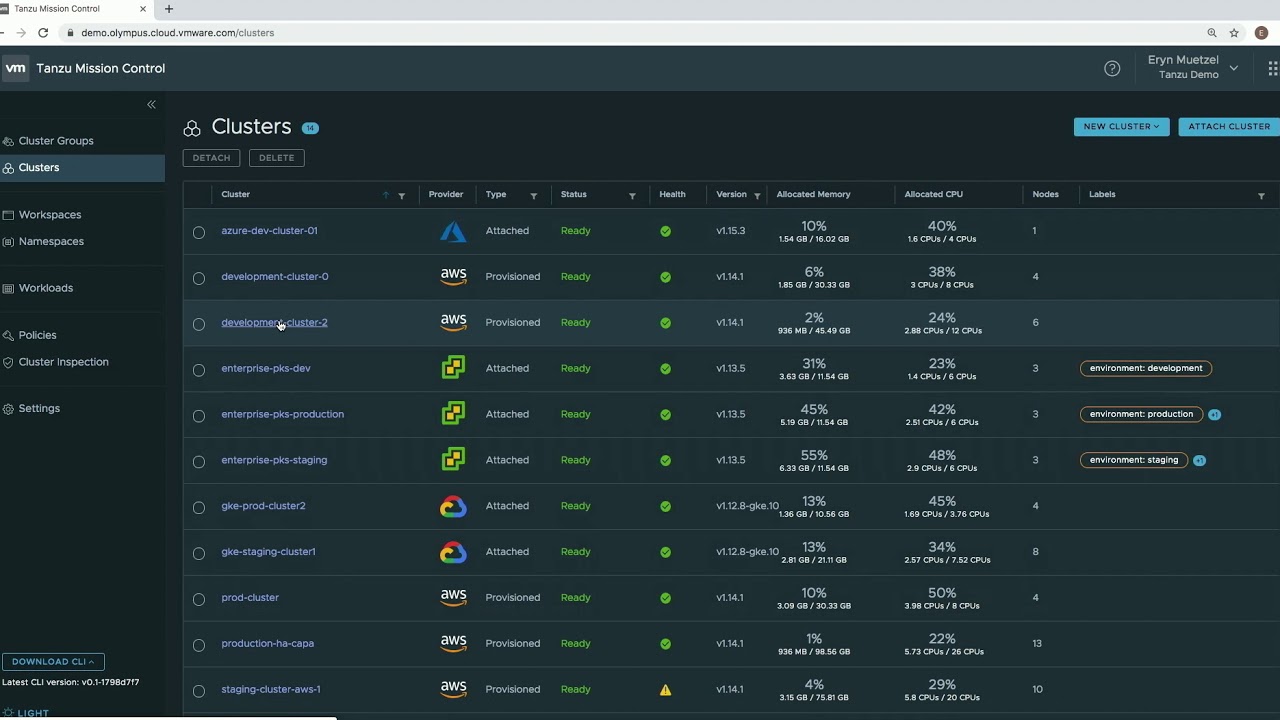 Tanzu Mission Control
demo.olympus.cloud.vmware.com/clusters
E
vm Tanzu Mission Control
Eryn Muetzel
Tanzu Demo
Cluster Groups
Clusters
Workspaces
Namespaces
Workloads
Policies
Cluster Inspection
Settings
DOWNLOAD CLI
Latest CLI version: v0.1-1798d7f7
LIGHT
Clusters 14
NEW CLUSTER
ATTACH CLUSTER
DETACH
DELETE
Cluster Provider Type Status Health Version Allocated Memory Allocated CPU Nodes Labels
azure-dev-cluster-01 Attached Ready v1.15.3 10% 40% 1
1.54 GB / 16.02 GB 1.6 CPUs / 4 CPUs
development-cluster-0 aws Provisioned Ready v1.14.1 6% 38% 4
1.85 GB / 30.33 GB 3 CPUs / 8 CPUs
development-cluster-2 aws Provisioned Ready v1.14.1 2% 24% 6
936 MB / 45.49 GB 2.88 CPUs / 12 CPUs
enterprise-pks-dev Attached Ready v1.13.5 31% 23% 3 environment: development
3.63 GB / 11.54 GB 1.4 CPUs / 6 CPUs
enterprise-pks-production Attached Ready v1.13.5 45% 42% 3 environment: production +1
5.19 GB / 11.54 GB 2.51 CPUs / 6 CPUs
enterprise-pks-staging Attached Ready v1.13.5 55% 48% 3 environment: staging +1
6.33 GB / 11.54 GB 2.9 CPUs / 6 CPUs
gke-prod-cluster2 Attached Ready v1.12.8-gke.10 13% 45% 4
1.36 GB / 10.56 GB 1.69 CPUs / 3.76 CPUs
gke-staging-cluster1 Attached Ready v1.12.8-gke.10 13% 34% 8
2.81 GB / 21.11 GB 2.57 CPUs / 7.52 CPUs
prod-cluster aws Provisioned Ready v1.14.1 10% 50% 4
3.09 GB / 30.33 GB 3.98 CPUs / 8 CPUs
production-ha-capa aws Provisioned Ready v1.14.1 1% 22% 13
936 MB / 98.56 GB 5.73 CPUs / 26 CPUs
staging-cluster-aws-1 aws Provisioned Ready v1.14.1 4% 29% 10
3.15 GB / 75.81 GB 5.8 CPUs / 20 CPUs